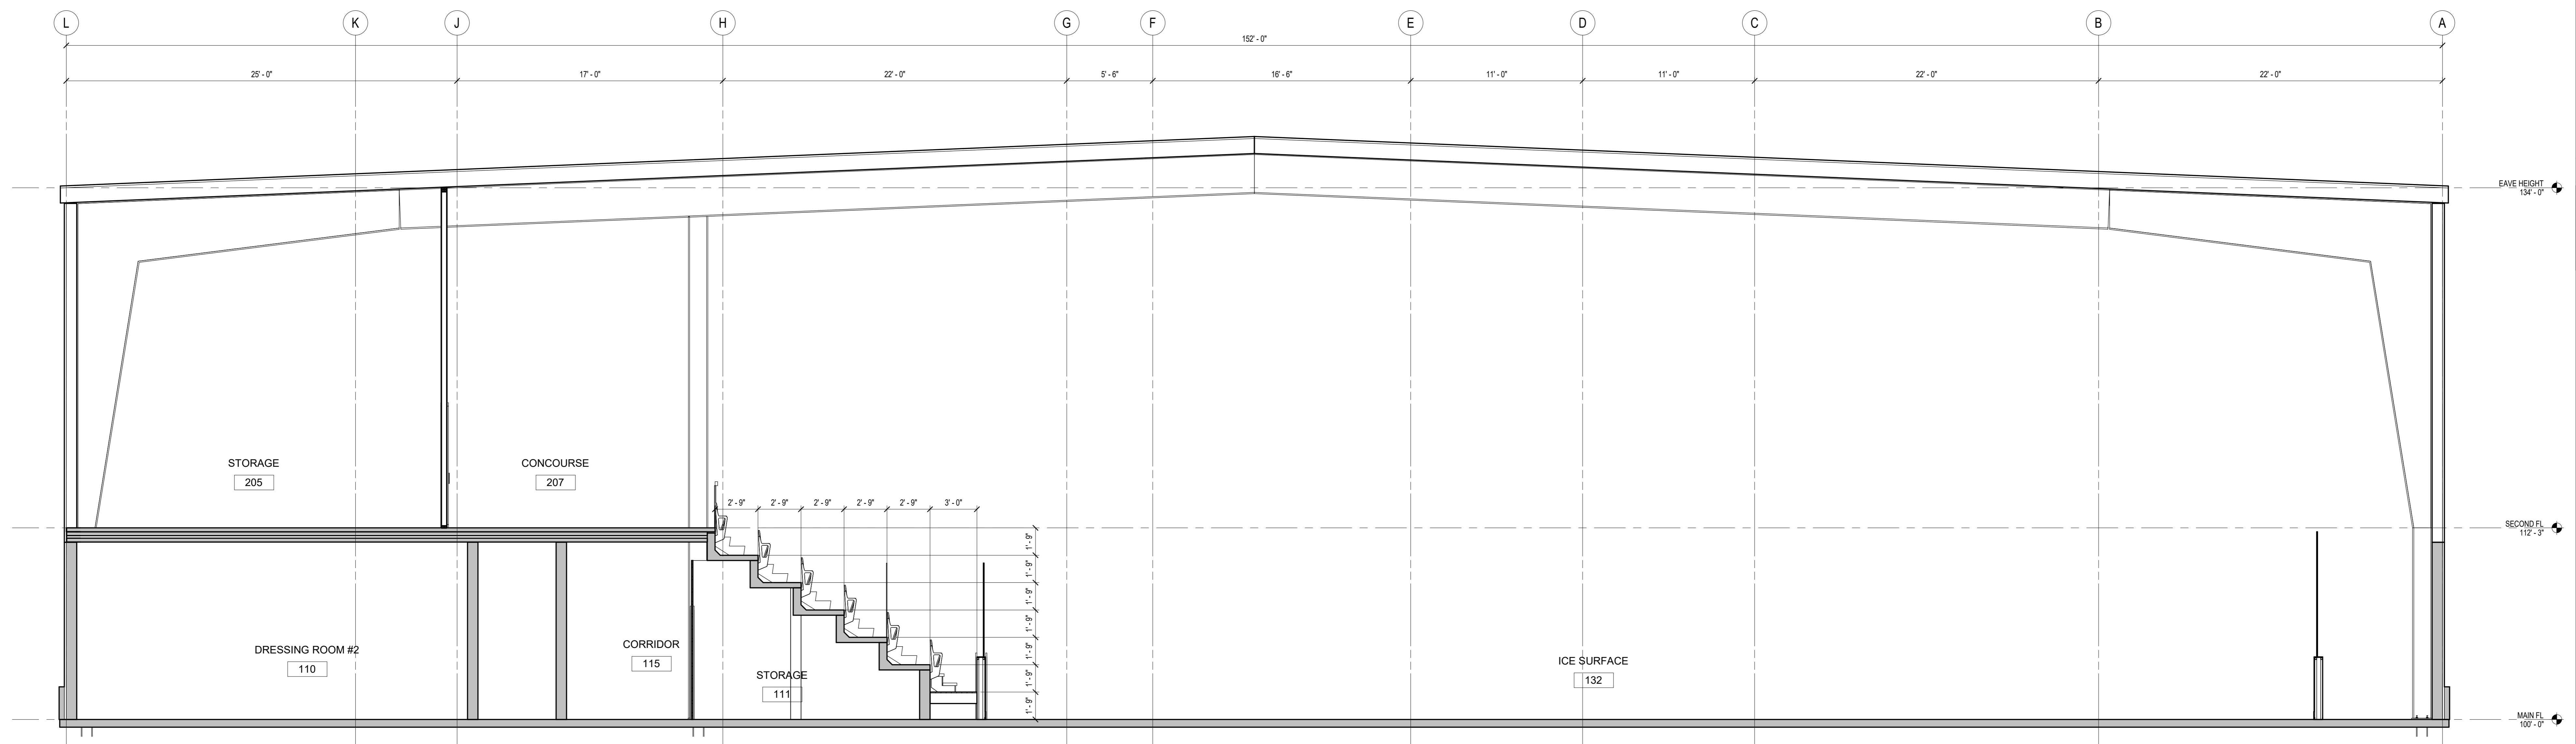 L K J H G F E D C B A
152' - 0"
25' - 0" 17' - 0" 22' - 0" 5' - 6" 16' - 6" 11' - 0" 11' - 0" 22' - 0" 22' - 0"
EAVE HEIGHT
134' - 0"
STORAGE
205
CONCOURSE
207
2' - 9" 2' - 9" 2' - 9" 2' - 9" 2' - 9" 3' - 0"
SECOND FL
112' - 3"
1' - 9"
1' - 9"
1' - 9"
1' - 9"
1' - 9"
1' - 9"
1' - 9"
DRESSING ROOM #2
110
CORRIDOR
115
STORAGE
111
ICE SURFACE
132
MAIN FL
100' - 0"